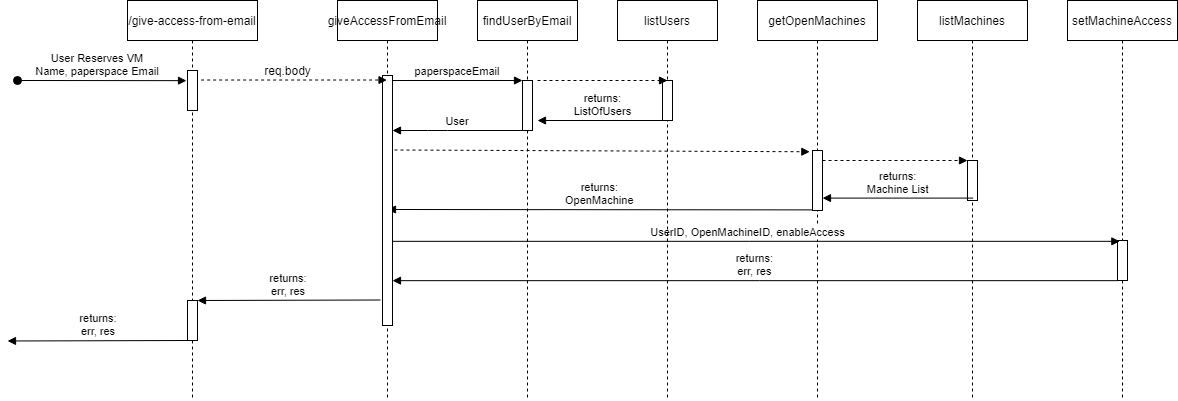 /give-access-from-email
giveAccessFromEmail
findUserByEmail
listUsers
getOpenMachines
listMachines
setMachineAccess
User Reserves VM
Name, paperspace Email
req.body
paperspaceEmail
returns:
ListOfUsers
User
returns:
Machine List
returns:
OpenMachine
UserID, OpenMachineID, enableAccess
returns:
err, res
returns:
err, res
returns:
err, res